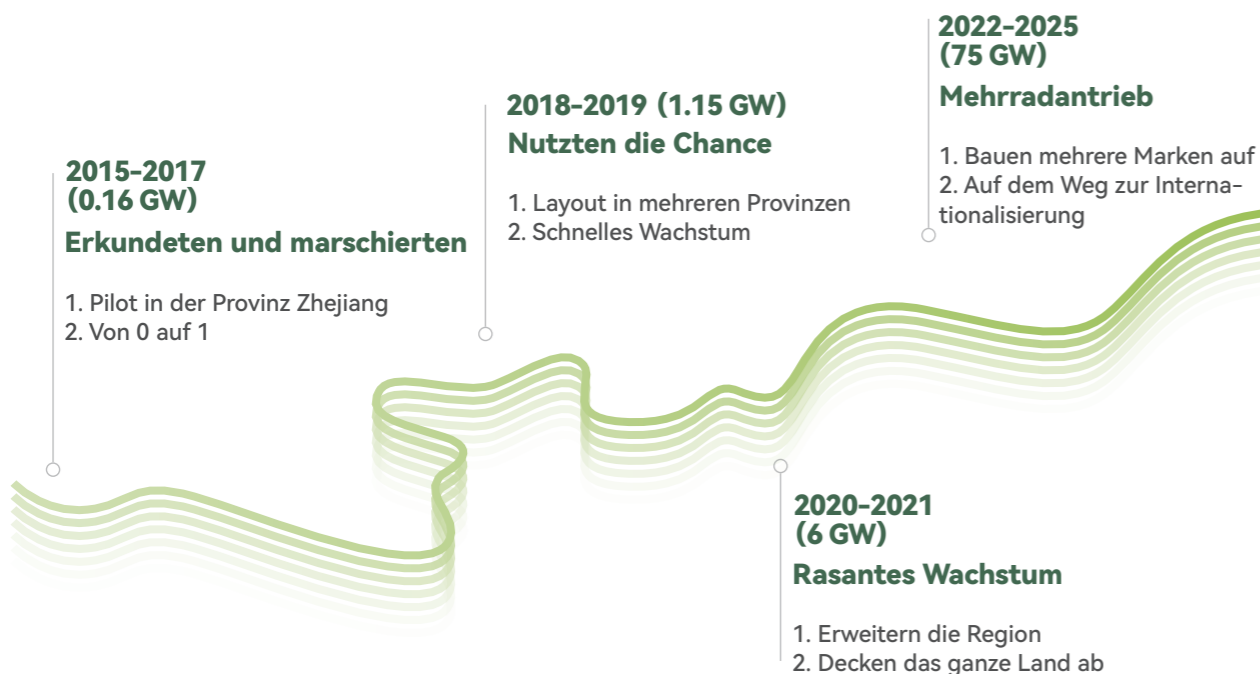 2015-2017
(0.16 GW)
Erkundeten und marschierten
1. Pilot in der Provinz Zhejiang
2. Von 0 auf 1
2018-2019 (1.15 GW)
Nutzten die Chance
1. Layout in mehreren Provinzen
2. Schnelles Wachstum
2020-2021
(6 GW)
Rasantes Wachstum
1. Erweitern die Region
2. Decken das ganze Land ab
2022-2025
(75 GW)
Mehrradantrieb
1. Bauen mehrere Marken auf
2. Auf dem Weg zur Interna-
tionalisierung